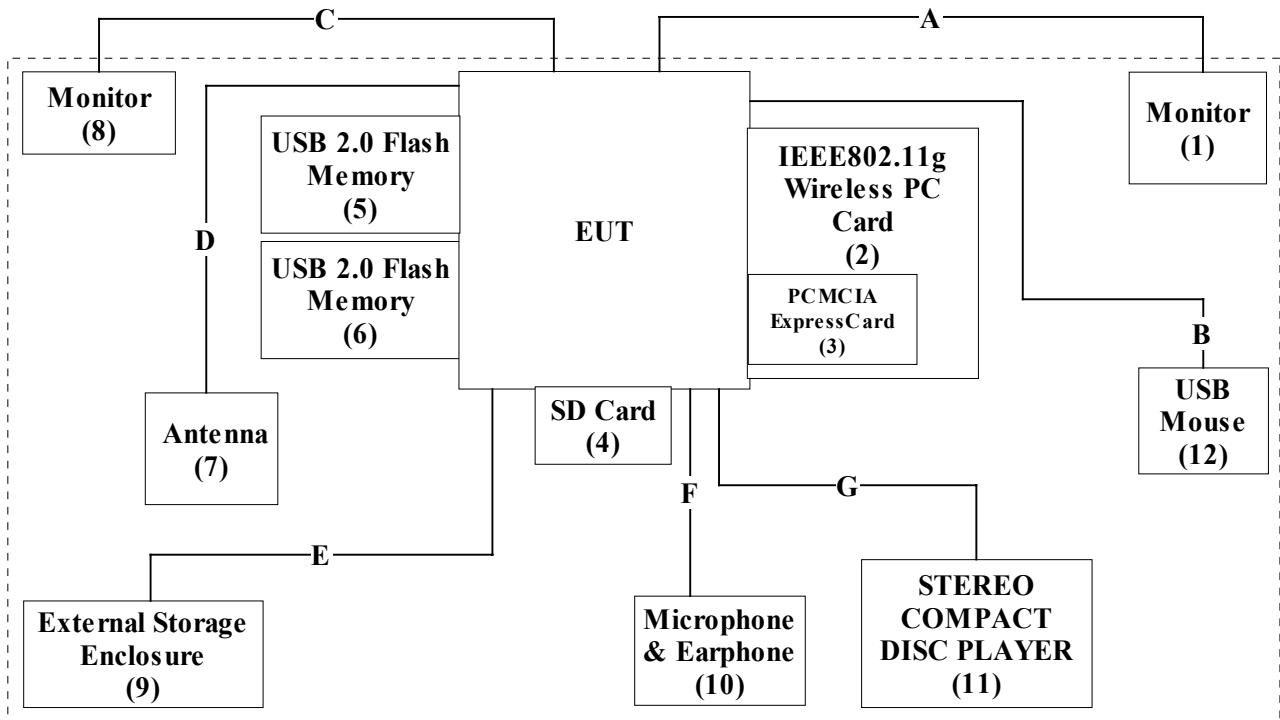 C
A
Monitor
(8)
USB 2.0 Flash
Memory
(5)
D
USB 2.0 Flash
Memory
(6)
EUT
IEEE802.11g
Wireless PC
Card
(2)
PCMCIA
ExpressCard
(3)
Monitor
(1)
B
USB
Mouse
(12)
Antenna
(7)
SD Card
(4)
F
G
E
External Storage
Enclosure
(9)
Microphone
& Earphone
(10)
STEREO
COMPACT
DISC PLAYER
(11)